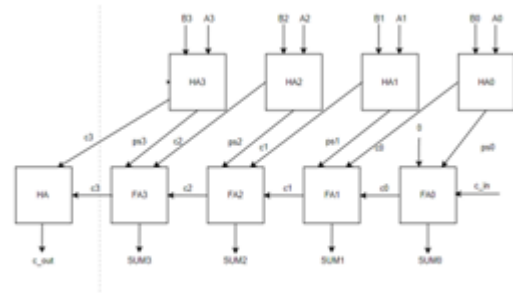 B3 A3 B2 A2 B1 A1 B0 A0
HA3 HA2 HA1 HA0
c3 ps3 c2 ps2 c1 ps1 c0 0 ps0
HA c3 FA3 c2 FA2 c1 FA1 c0 FA0 c_in
c_out SUM3 SUM2 SUM1 SUM0